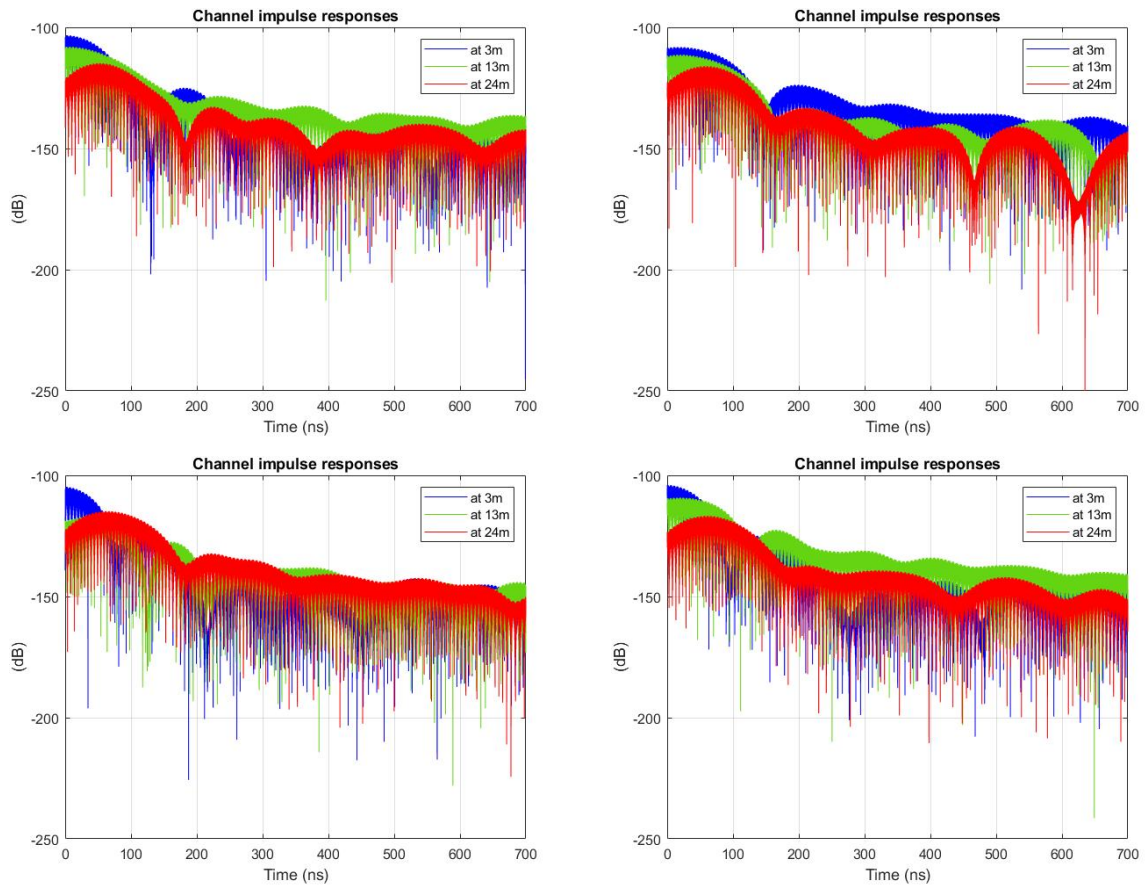 Channel impulse responses
-100
-150
-200
-250
(dB)
at 3m
at 13m
at 24m
0 100 200 300 400 500 600 700
Time (ns)
Channel impulse responses
-100
-150
-200
-250
(dB)
at 3m
at 13m
at 24m
0 100 200 300 400 500 600 700
Time (ns)
Channel impulse responses
-100
-150
-200
-250
(dB)
at 3m
at 13m
at 24m
0 100 200 300 400 500 600 700
Time (ns)
Channel impulse responses
-100
-150
-200
-250
(dB)
at 3m
at 13m
at 24m
0 100 200 300 400 500 600 700
Time (ns)